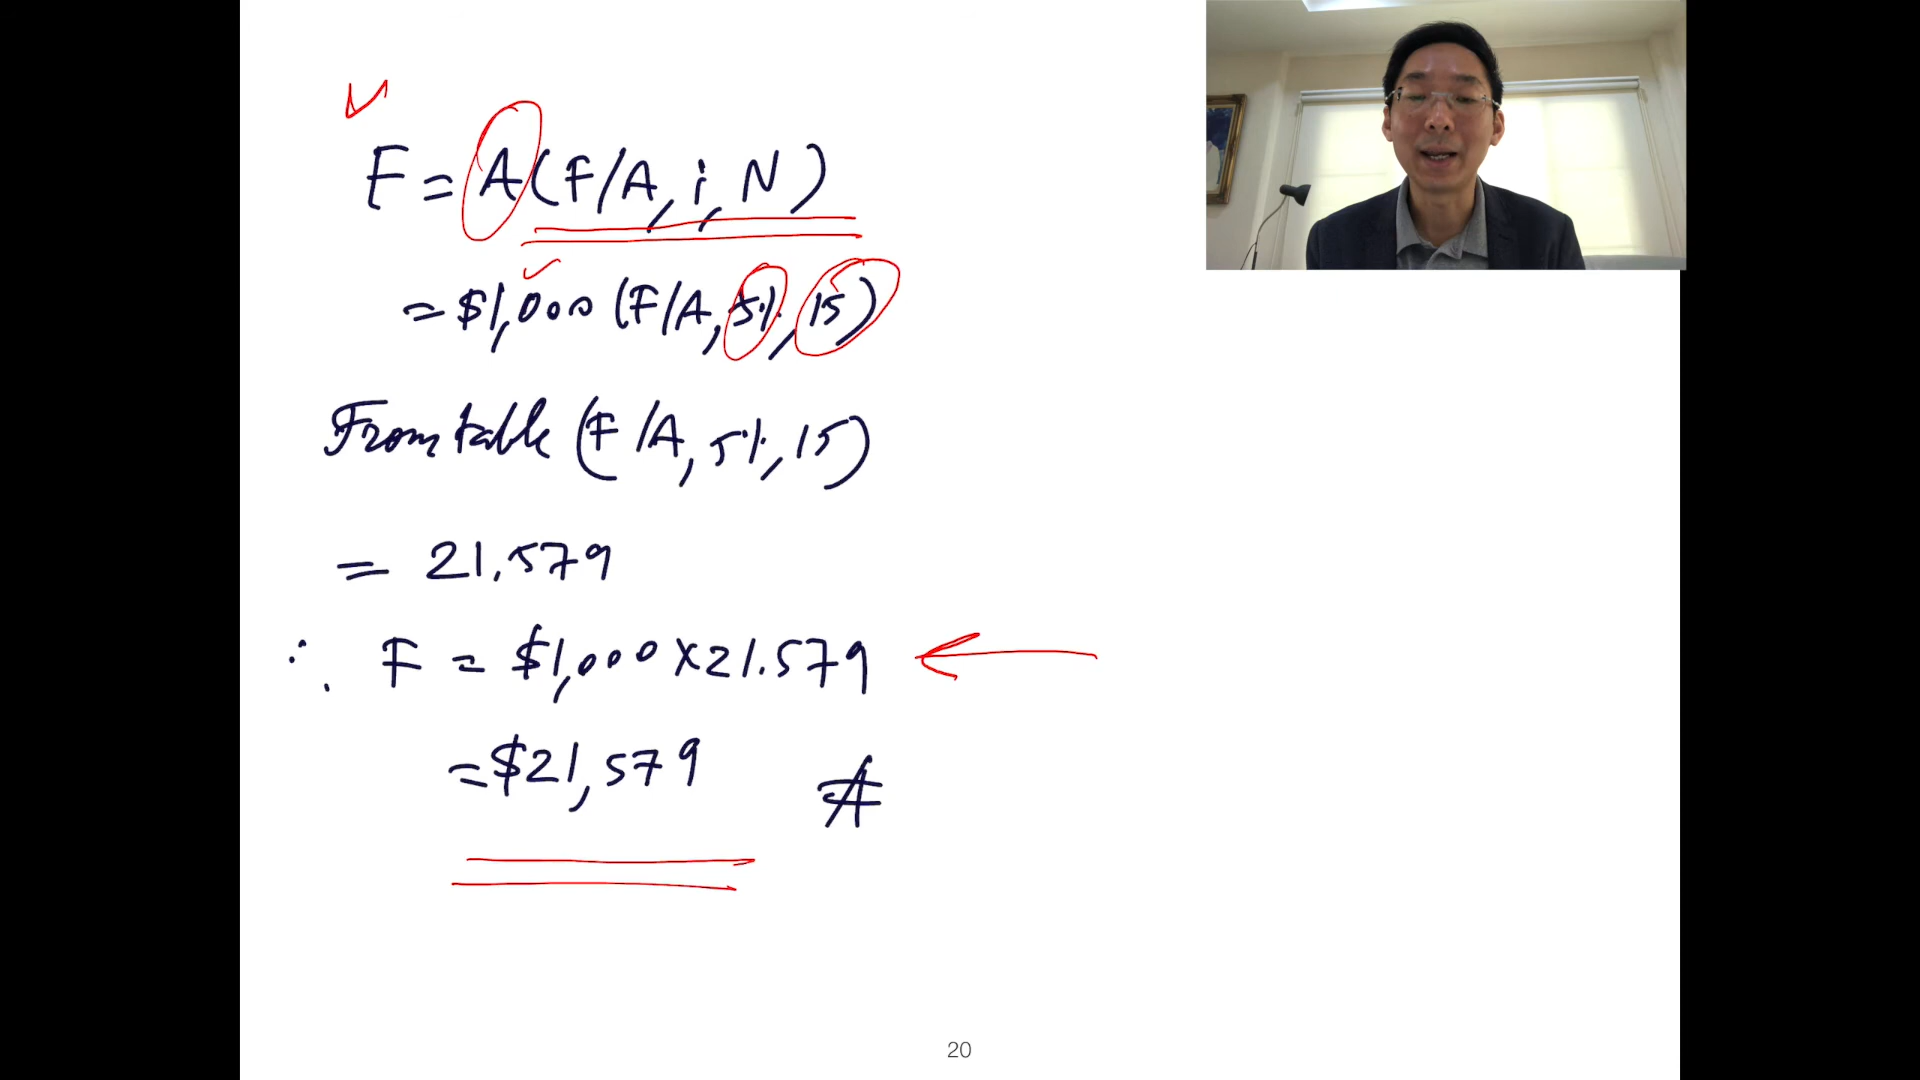 F = A(F/A, i, N)
= $1,000 (F/A, 5%, 15)
From table (F/A, 5%, 15)
= 21.579
∴ F = $1,000 X 21.579
= $21,579
20